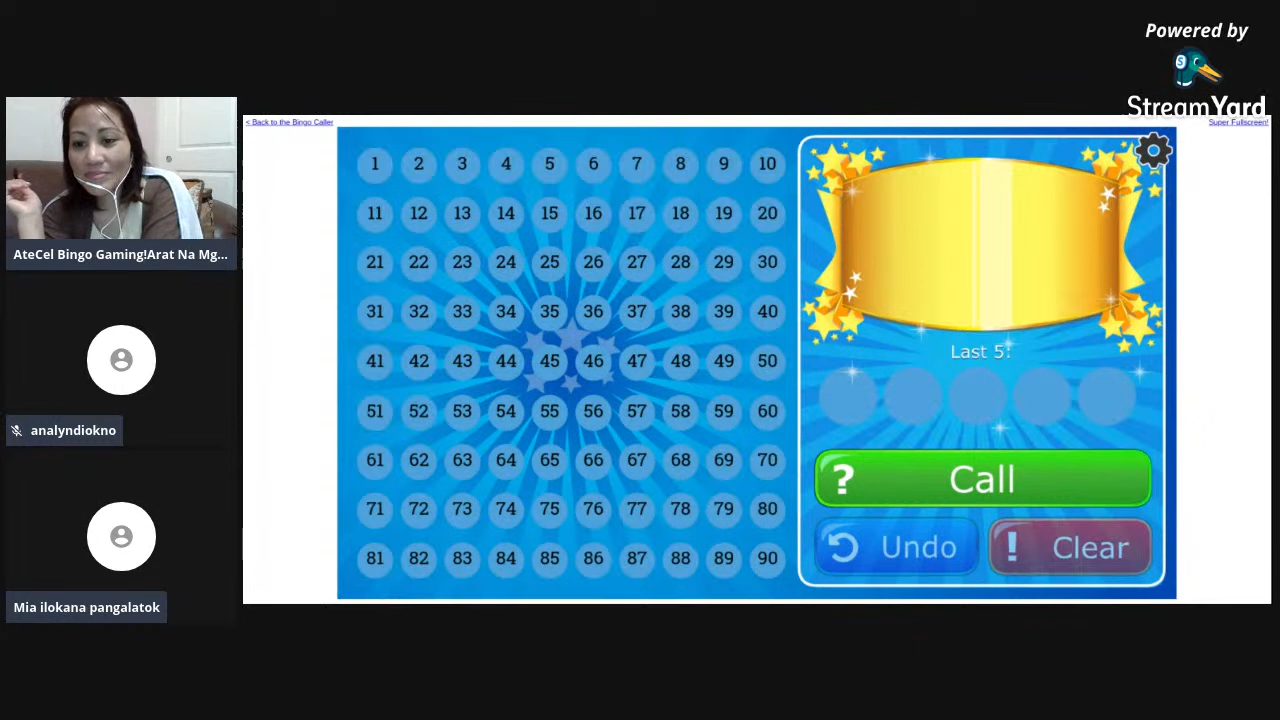 Powered by
StreamYard
< Back to the Bingo Caller
Super Fullscreen!
AteCel Bingo Gaming!Arat Na Mg...
analyndiokno
Mia ilokana pangalatok
1 2 3 4 5 6 7 8 9 10
11 12 13 14 15 16 17 18 19 20
21 22 23 24 25 26 27 28 29 30
31 32 33 34 35 36 37 38 39 40
41 42 43 44 45 46 47 48 49 50
51 52 53 54 55 56 57 58 59 60
61 62 63 64 65 66 67 68 69 70
71 72 73 74 75 76 77 78 79 80
81 82 83 84 85 86 87 88 89 90
Last 5:
? Call
Undo
! Clear